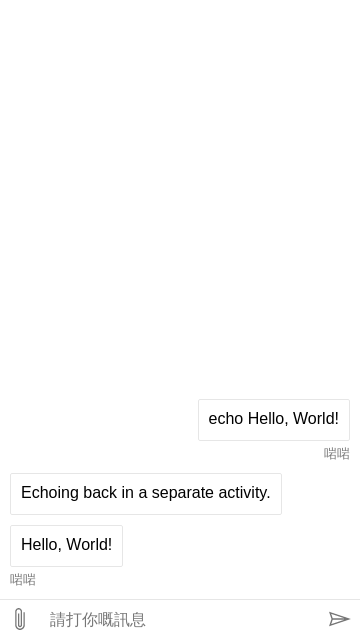 echo Hello, World!
啱啱
Echoing back in a separate activity.
Hello, World!
啱啱
請打你嘅訊息